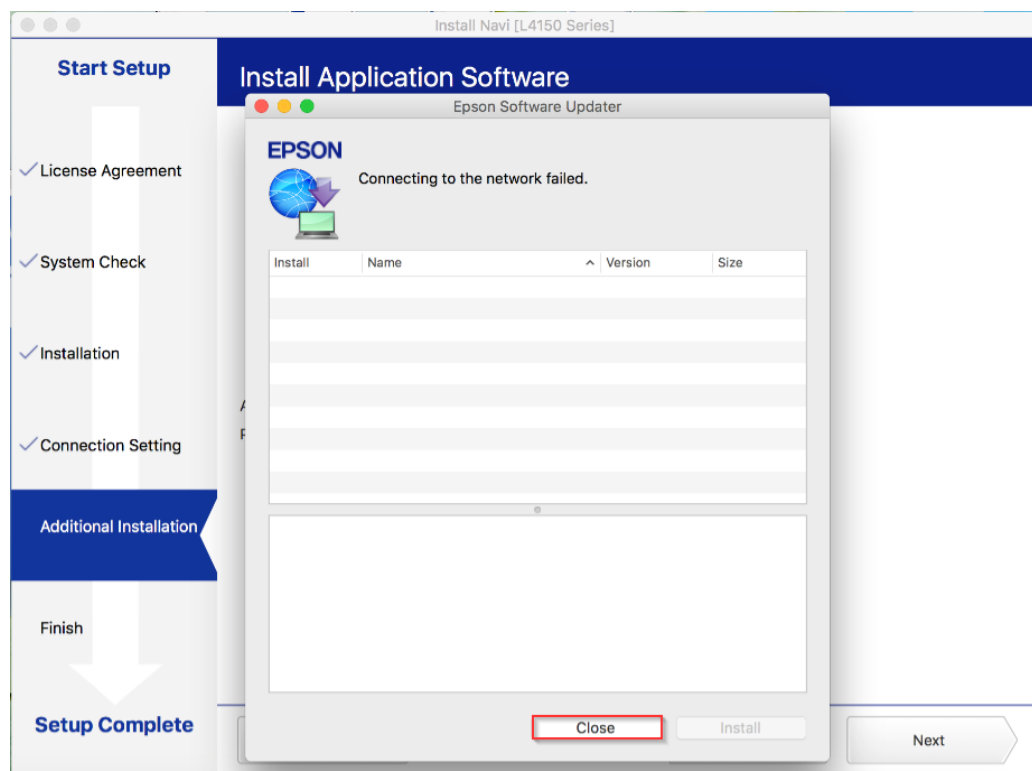 Install Navi [L4150 Series]
Start Setup
Install Application Software
License Agreement
System Check
Installation
Connection Setting
Additional Installation
Finish
Setup Complete
Epson Software Updater
EPSON
Connecting to the network failed.
Install Name Version Size
Close Install
Next